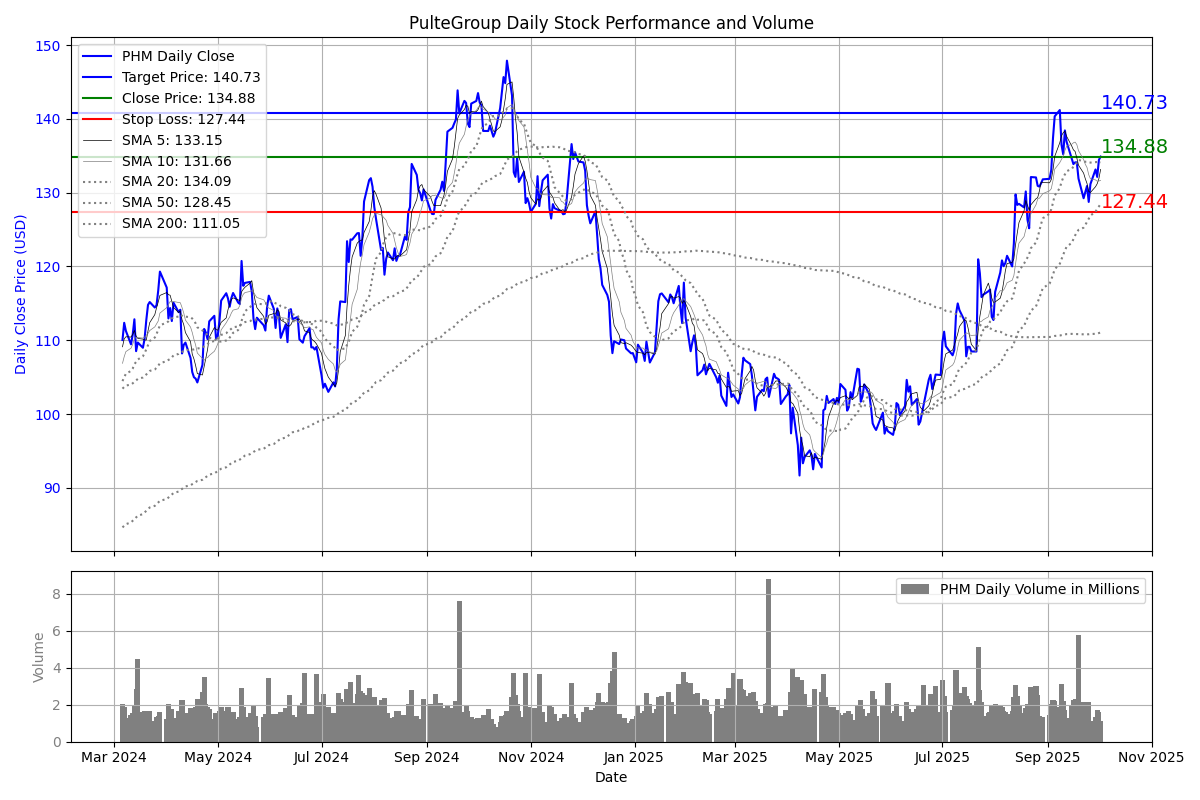 PulteGroup Daily Stock Performance and Volume
150
140
130
120
110
100
90
Daily Close Price (USD)
PHM Daily Close
Target Price: 140.73
Close Price: 134.88
Stop Loss: 127.44
SMA 5: 133.15
SMA 10: 131.66
SMA 20: 134.09
SMA 50: 128.45
SMA 200: 111.05
140.73
134.88
127.44
8
6
4
2
0
Volume
PHM Daily Volume in Millions
Mar 2024 May 2024 Jul 2024 Sep 2024 Nov 2024 Jan 2025 Mar 2025 May 2025 Jul 2025 Sep 2025 Nov 2025
Date